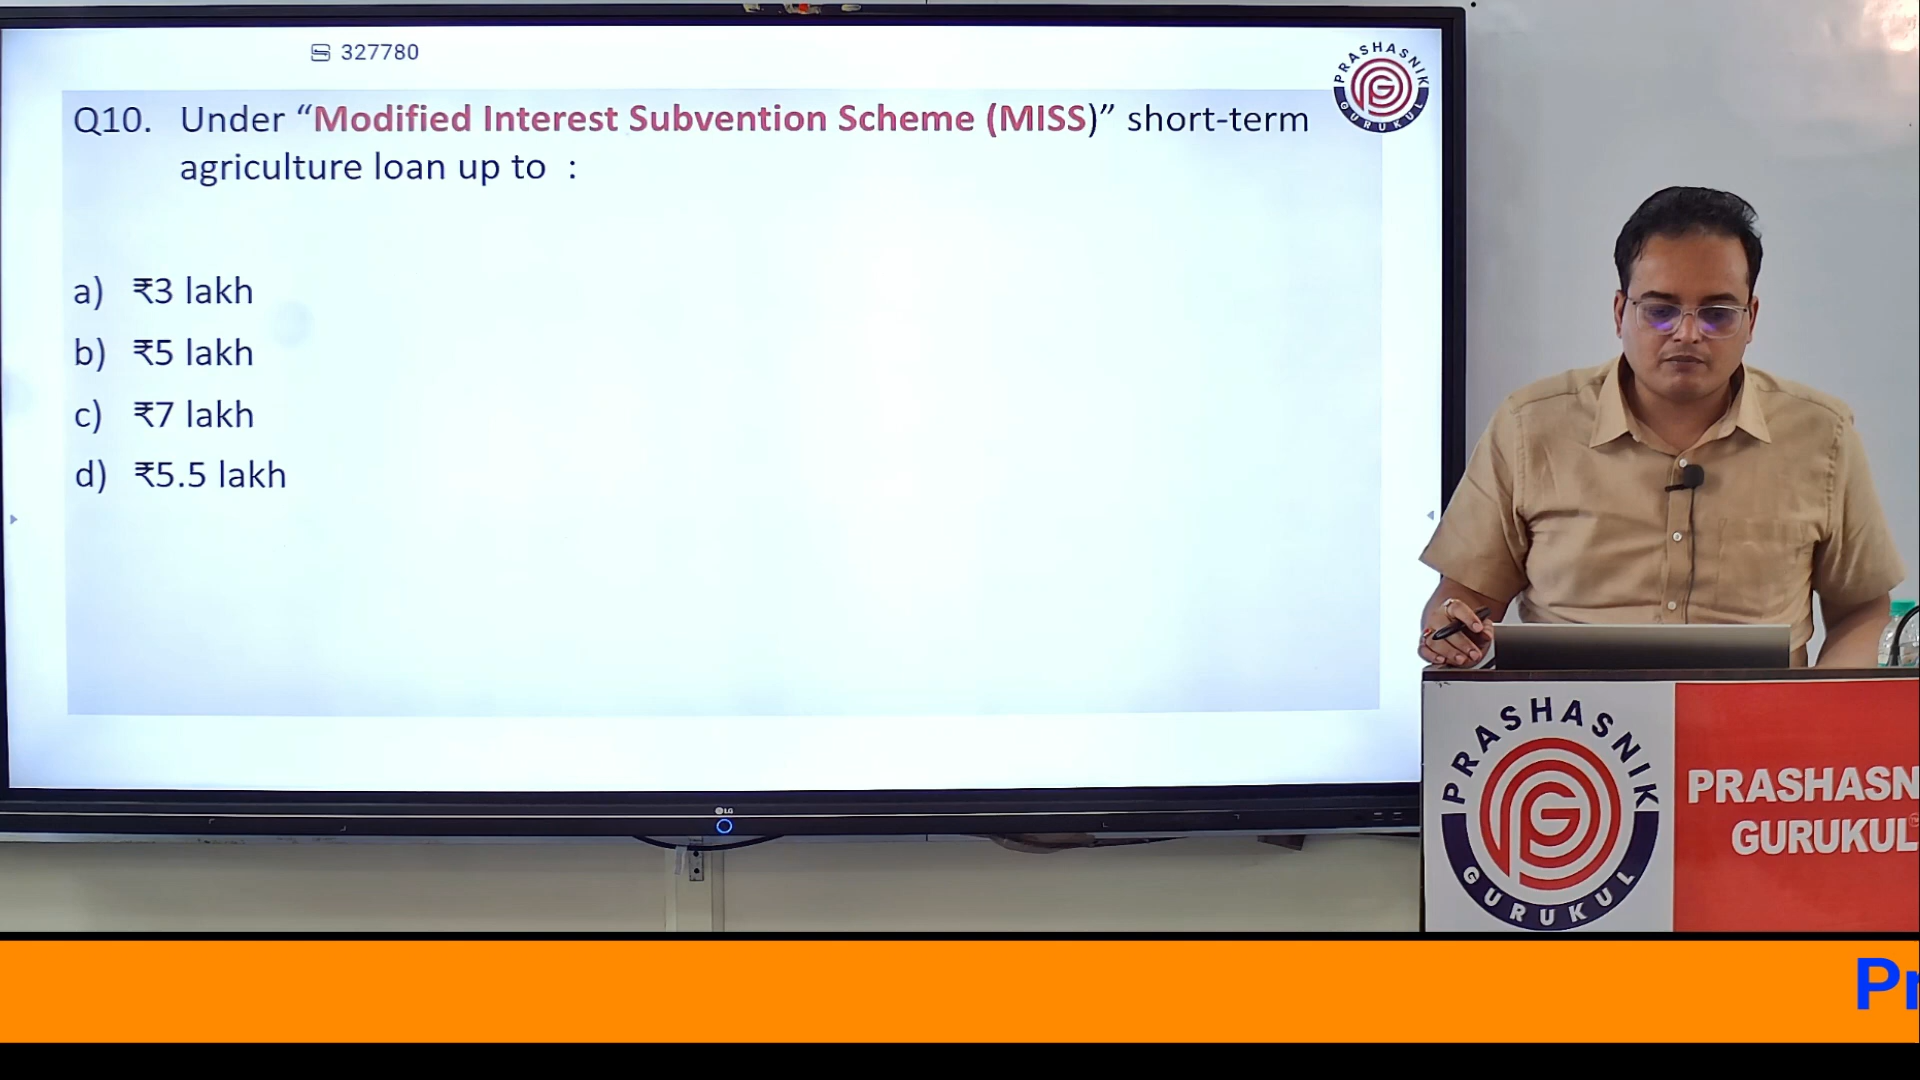 327780
PRASHASNIK GURUKUL
Q10. Under “Modified Interest Subvention Scheme (MISS)” short-term
agriculture loan up to :
a) ₹3 lakh
b) ₹5 lakh
c) ₹7 lakh
d) ₹5.5 lakh
LG
PRASHASNIK GURUKUL
PRASHASN
GURUKUL
Pr